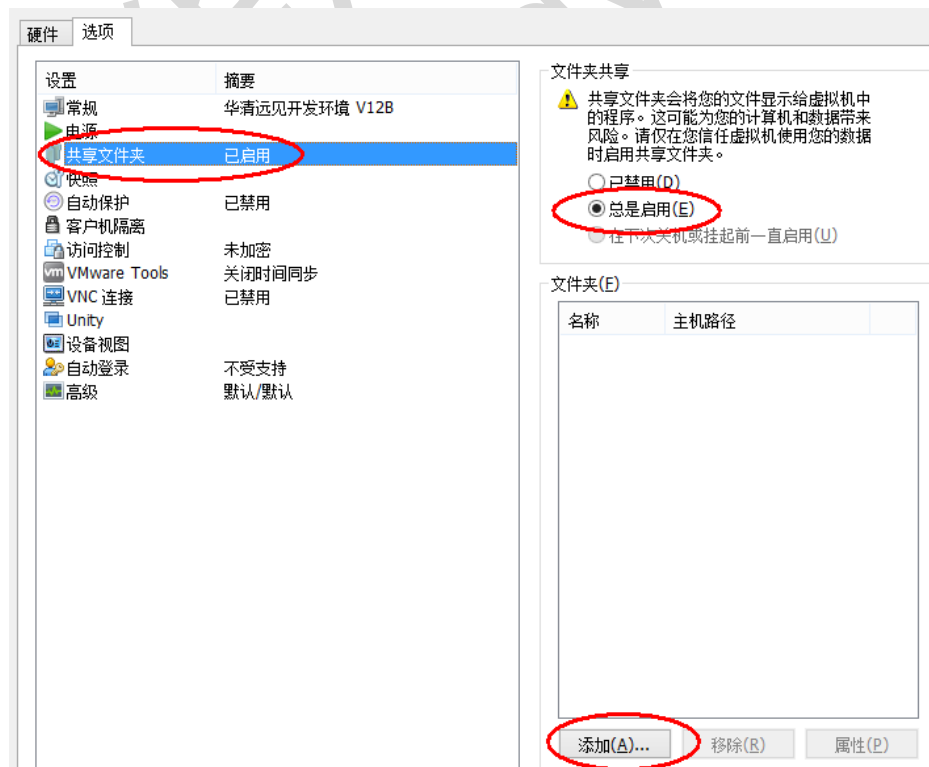 硬件 选项
设置 摘要
常规 华清远见开发环境 V12B
电源
共享文件夹 已启用
快照
自动保护 已禁用
客户机隔离
访问控制 未加密
VMware Tools 关闭时间同步
VNC 连接 已禁用
Unity
设备视图
自动登录 不受支持
高级 默认/默认
文件夹共享
共享文件夹会将您的文件显示给虚拟机中
的程序。这可能为您的计算机和数据带来
风险。请仅在您信任虚拟机使用您的数据
时启用共享文件夹。
已禁用(D)
总是启用(E)
在下次关机或挂起前一直启用(U)
文件夹(F)
名称 主机路径
添加(A)... 移除(R) 属性(P)